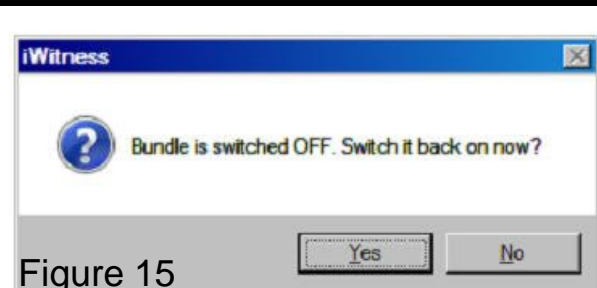 iWitness
Bundle is switched OFF. Switch it back on now?
Yes No
Figure 15